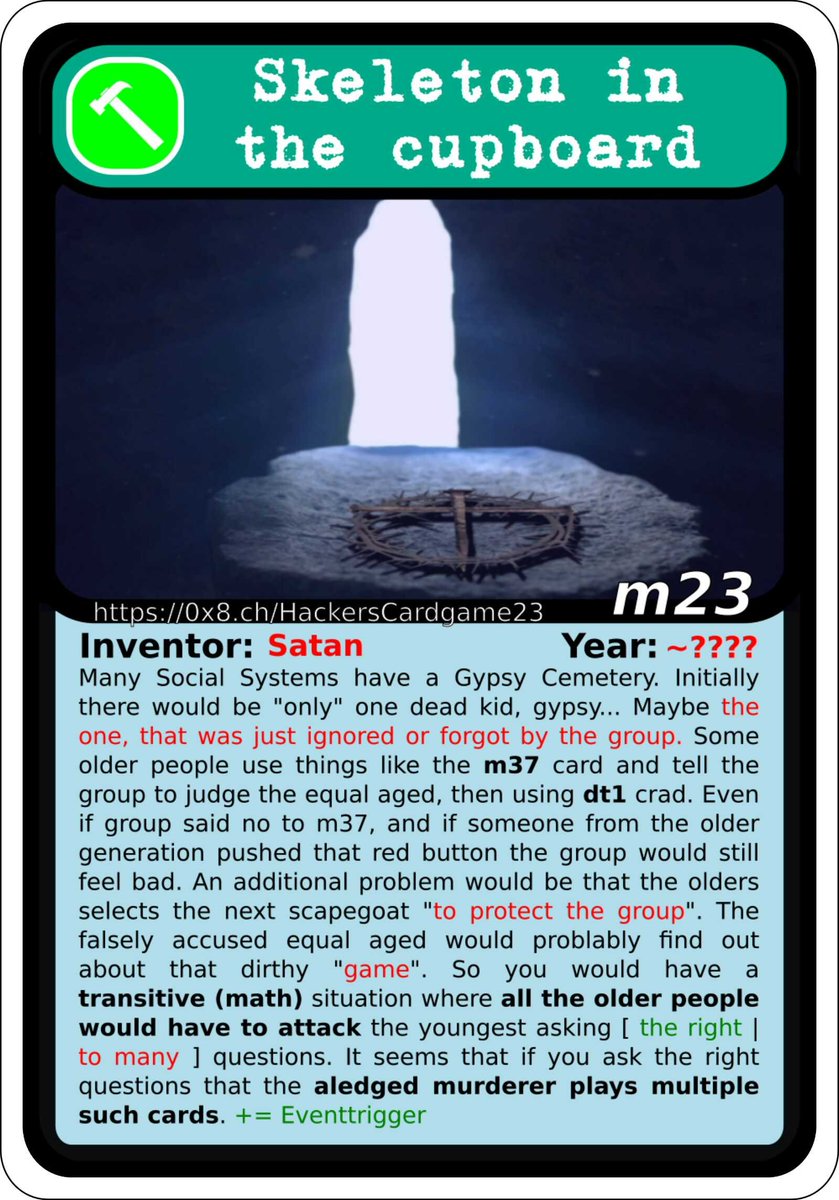 Skeleton in
the cupboard
m23
https://0x8.ch/HackersCardgame23
Inventor: Satan Year: ~????
Many Social Systems have a Gypsy Cemetery. Initially
there would be "only" one dead kid, gypsy... Maybe the
one, that was just ignored or forgot by the group. Some
older people use things like the m37 card and tell the
group to judge the equal aged, then using dt1 crad. Even
if group said no to m37, and if someone from the older
generation pushed that red button the group would still
feel bad. An additional problem would be that the olders
selects the next scapegoat "to protect the group". The
falsely accused equal aged would problably find out
about that dirthy "game". So you would have a
transitive (math) situation where all the older people
would have to attack the youngest asking [ the right |
to many ] questions. It seems that if you ask the right
questions that the aledged murderer plays multiple
such cards. += Eventtrigger